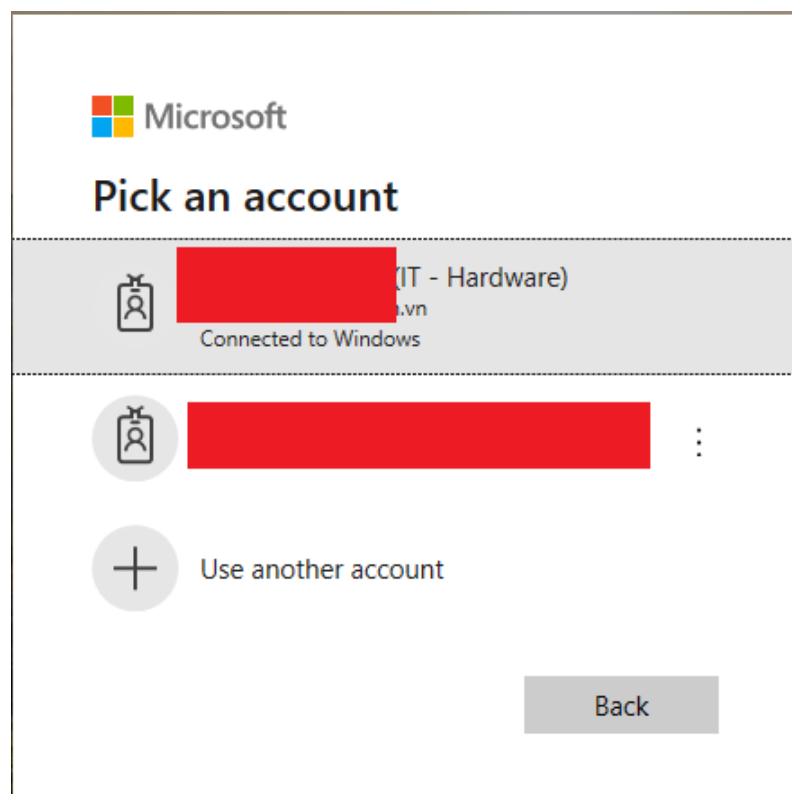 Microsoft
Pick an account
(IT - Hardware)
.vn
Connected to Windows
Use another account
Back